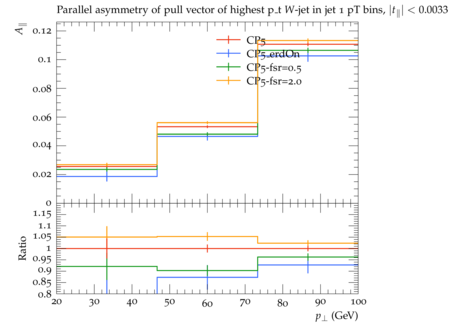 Parallel asymmetry of pull vector of highest p_t W-jet in jet 1 pT bins, |t∥| < 0.0033
A∥
0.12
0.1
0.08
0.06
0.04
0.02
0
CP5
CP5_erdOn
CP5-fsr=0.5
CP5-fsr=2.0
Ratio
1.15
1.1
1.05
1
0.95
0.9
0.85
0.8
20 30 40 50 60 70 80 90 100
p⊥ (GeV)